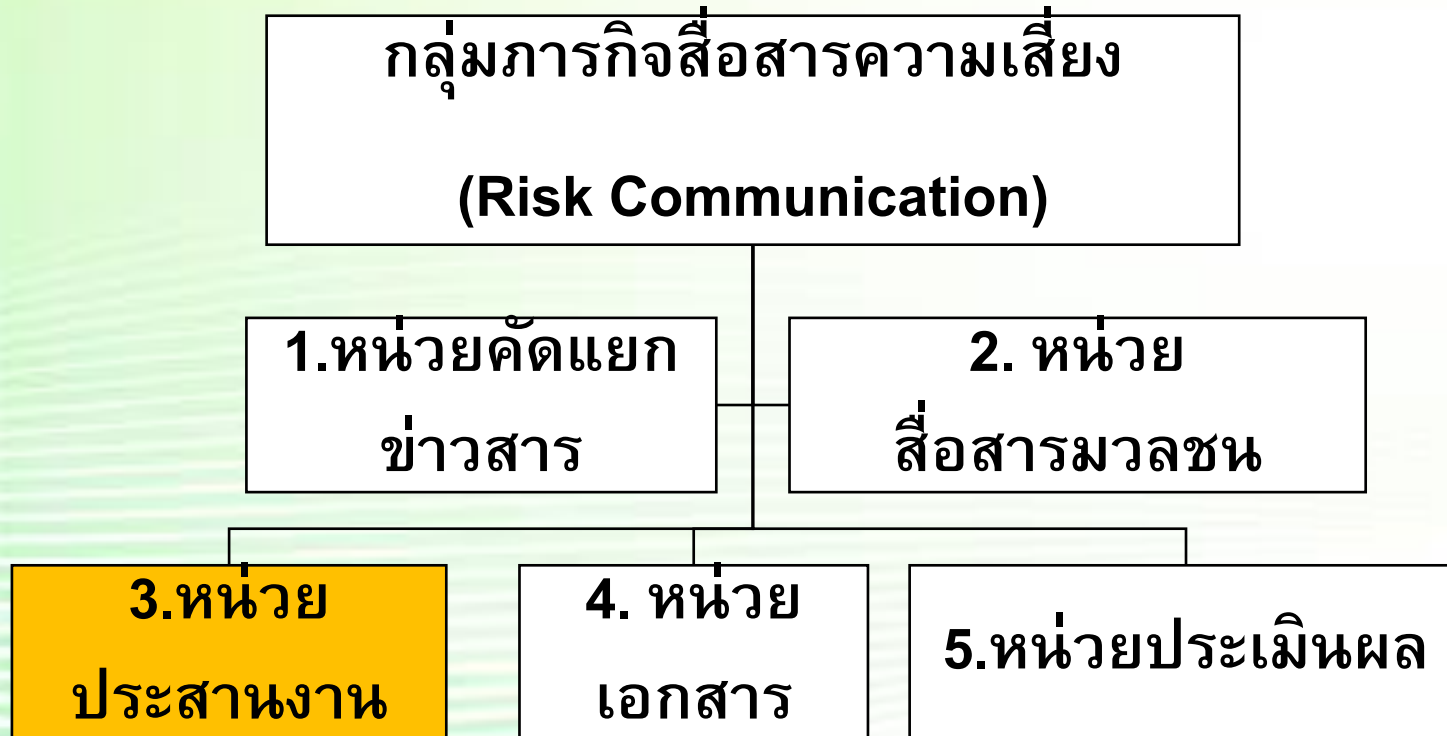 กลุ่มภารกิจสื่อสารความเสี่ยง
(Risk Communication)
1.หน่วยคัดแยก
ข่าวสาร
2. หน่วย
สื่อสารมวลชน
3.หน่วย
ประสานงาน
4. หน่วย
เอกสาร
5.หน่วยประเมินผล